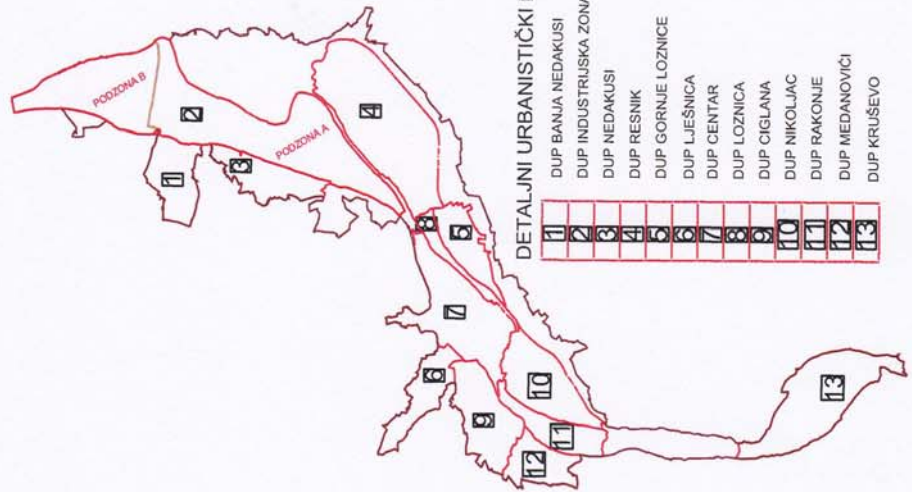 PODZONA B
2
1
3
PODZONA A
4
8
5
7
6
9
10
11
12
13
DETALJNI URBANISTIČKI
1 DUP BANJA NEDAKUSI
2 DUP INDUSTRIJSKA ZONA
3 DUP NEDAKUSI
4 DUP RESNIK
5 DUP GORNJE LOZNICE
6 DUP LJEŠNICA
7 DUP CENTAR
8 DUP LOZNICA
9 DUP CIGLANA
10 DUP NIKOLJAC
11 DUP RAKONJE
12 DUP MEDANOVIĆI
13 DUP KRUŠEVO